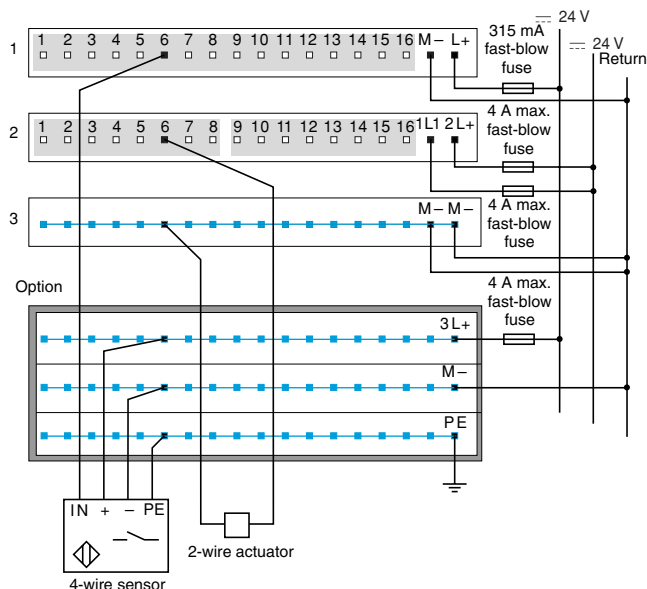 ⎓ 24 V
315 mA
fast-blow
fuse
⎓ 24 V
Return
1
1 2 3 4 5 6 7 8 9 10 11 12 13 14 15 16 M− L+
4 A max.
fast-blow
fuse
2
1 2 3 4 5 6 7 8 9 10 11 12 13 14 15 16 1L1 2L+
4 A max.
fast-blow
fuse
3
M− M−
Option
4 A max.
fast-blow
fuse
3L+
M−
PE
IN + − PE
2-wire actuator
4-wire sensor